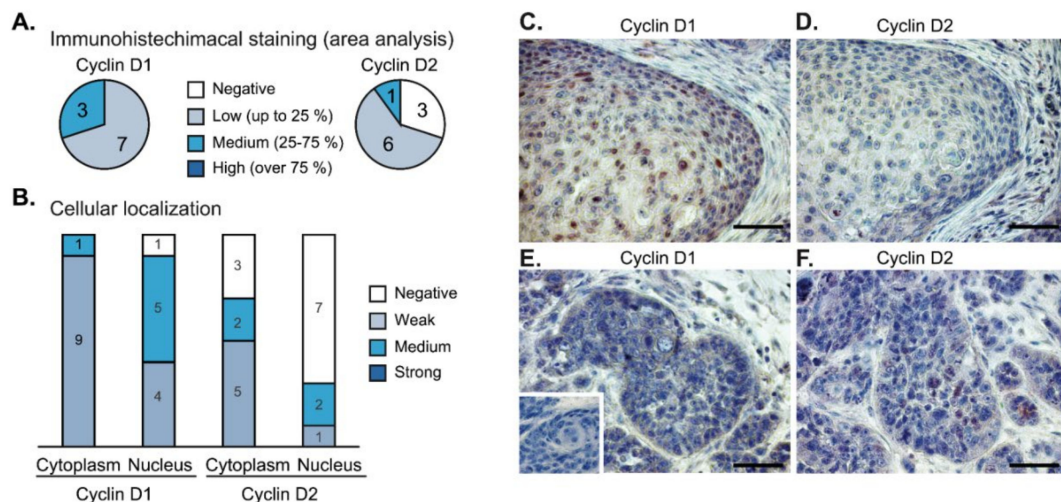 A.
Immunohistechimacal staining (area analysis)
Cyclin D1
Cyclin D2
3
7
Negative
Low (up to 25 %)
Medium (25-75 %)
High (over 75 %)
1
3
6
B.
Cellular localization
1
9
1
5
4
3
2
5
7
2
1
Negative
Weak
Medium
Strong
Cytoplasm Nucleus Cytoplasm Nucleus
Cyclin D1 Cyclin D2
C.
Cyclin D1
D.
Cyclin D2
E.
Cyclin D1
F.
Cyclin D2